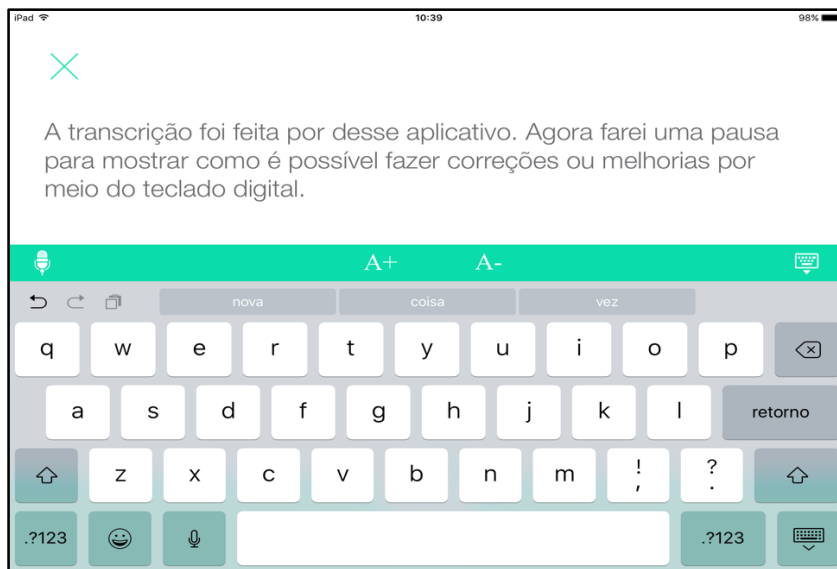 iPad 10:39 98%
A transcrição foi feita por desse aplicativo. Agora farei uma pausa
para mostrar como é possível fazer correções ou melhorias por
meio do teclado digital.
A+ A-
nova coisa vez
q w e r t y u i o p
a s d f g h j k l retorno
z x c v b n m ! , ? .
.?123 .?123